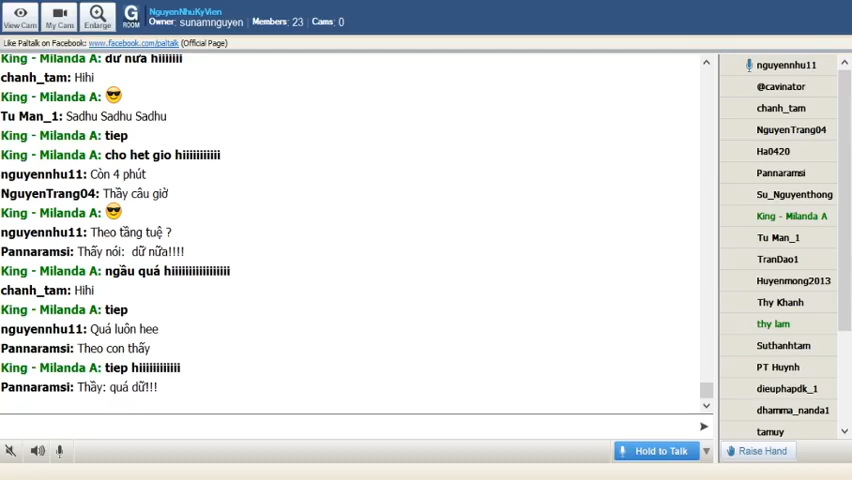 View Cam
My Cams
Enlarge
G
ROOM
NguyenNhuKyVien
Owner: sunamnguyen Members: 23 Cams: 0
Like Paltalk on Facebook: www.facebook.com/paltalk (Official Page)
King - Milanda A: dư nưa hiiiiiii
chanh_tam: Hihi
King - Milanda A:
Tu Man_1: Sadhu Sadhu Sadhu
King - Milanda A: tiep
King - Milanda A: cho het gio hiiiiiiiiiii
nguyennhu11: Còn 4 phút
NguyenTrang04: Thầy câu giờ
King - Milanda A:
nguyennhu11: Theo tầng tuệ ?
Pannaramsi: Thấy nói: dữ nữa!!!!
King - Milanda A: ngầu quá hiiiiiiiiiiiiiiiii
chanh_tam: Hihi
King - Milanda A: tiep
nguyennhu11: Quá luôn hee
Pannaramsi: Theo con thấy
King - Milanda A: tiep hiiiiiiiiiiii
Pannaramsi: Thầy: quá dữ!!!
nguyennhu11
@cavinator
chanh_tam
NguyenTrang04
Ha0420
Pannaramsi
Su_Nguyenthong
King - Milanda A
Tu Man_1
TranDao1
Huyenmong2013
Thy Khanh
thy lam
Suthanhtam
PT Huynh
dieuphapdk_1
dhamma_nanda1
tamuy
Hold to Talk
Raise Hand